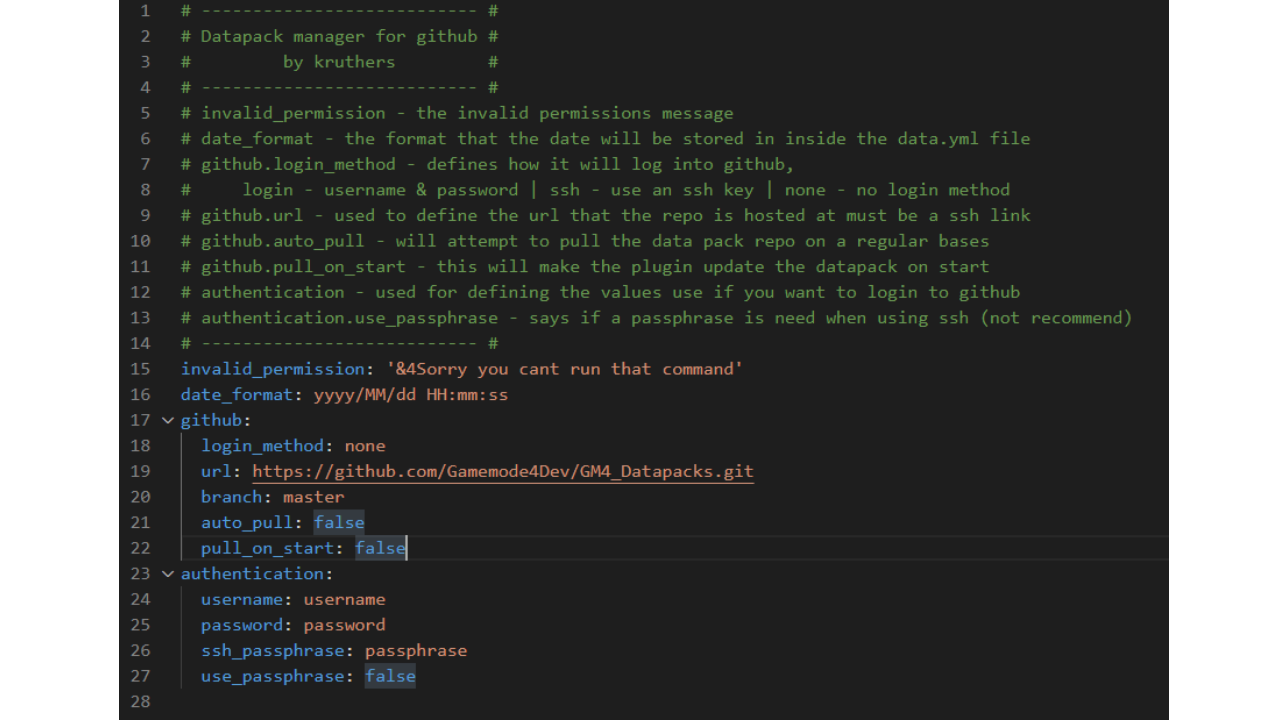 1 # --------------------------- #
2 # Datapack manager for github #
3 #         by kruthers         #
4 # --------------------------- #
5 # invalid_permission - the invalid permissions message
6 # date_format - the format that the date will be stored in inside the data.yml file
7 # github.login_method - defines how it will log into github,
8 #     login - username & password | ssh - use an ssh key | none - no login method
9 # github.url - used to define the url that the repo is hosted at must be a ssh link
10 # github.auto_pull - will attempt to pull the data pack repo on a regular bases
11 # github.pull_on_start - this will make the plugin update the datapack on start
12 # authentication - used for defining the values use if you want to login to github
13 # authentication.use_passphrase - says if a passphrase is need when using ssh (not recommend)
14 # --------------------------- #
15 invalid_permission: '&4Sorry you cant run that command'
16 date_format: yyyy/MM/dd HH:mm:ss
17 github:
18   login_method: none
19   url: https://github.com/Gamemode4Dev/GM4_Datapacks.git
20   branch: master
21   auto_pull: false
22   pull_on_start: false
23 authentication:
24   username: username
25   password: password
26   ssh_passphrase: passphrase
27   use_passphrase: false
28